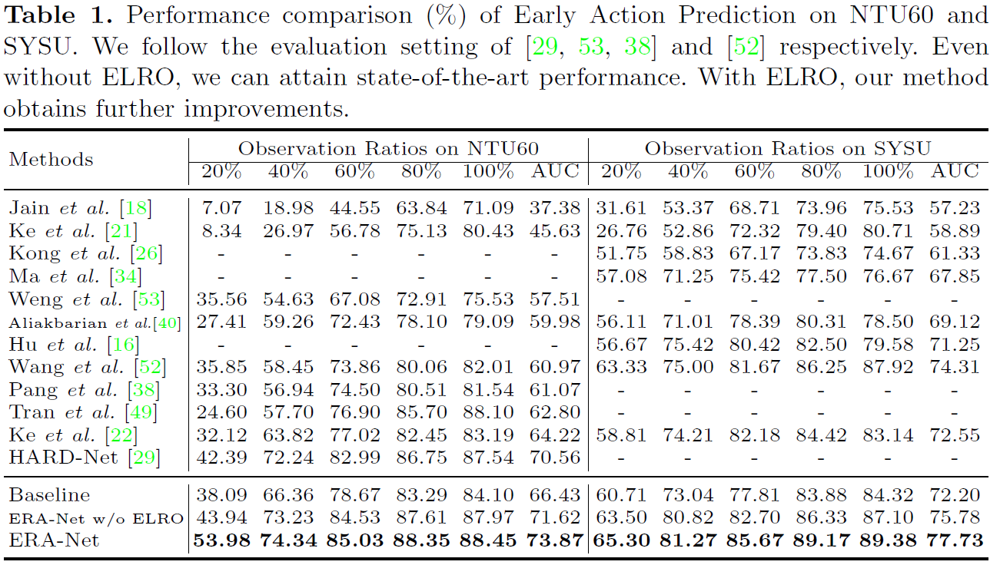 Table 1. Performance comparison (%) of Early Action Prediction on NTU60 and
SYSU. We follow the evaluation setting of [29, 53, 38] and [52] respectively. Even
without ELRO, we can attain state-of-the-art performance. With ELRO, our method
obtains further improvements.
Methods Observation Ratios on NTU60 Observation Ratios on SYSU
20% 40% 60% 80% 100% AUC 20% 40% 60% 80% 100% AUC
Jain et al. [18] 7.07 18.98 44.55 63.84 71.09 37.38 31.61 53.37 68.71 73.96 75.53 57.23
Ke et al. [21] 8.34 26.97 56.78 75.13 80.43 45.63 26.76 52.86 72.32 79.40 80.71 58.89
Kong et al. [26] - - - - - - 51.75 58.83 67.17 73.83 74.67 61.33
Ma et al. [34] - - - - - - 57.08 71.25 75.42 77.50 76.67 67.85
Weng et al. [53] 35.56 54.63 67.08 72.91 75.53 57.51 - - - - - -
Aliakbarian et al.[40] 27.41 59.26 72.43 78.10 79.09 59.98 56.11 71.01 78.39 80.31 78.50 69.12
Hu et al. [16] - - - - - - 56.67 75.42 80.42 82.50 79.58 71.25
Wang et al. [52] 35.85 58.45 73.86 80.06 82.01 60.97 63.33 75.00 81.67 86.25 87.92 74.31
Pang et al. [38] 33.30 56.94 74.50 80.51 81.54 61.07 - - - - - -
Tran et al. [49] 24.60 57.70 76.90 85.70 88.10 62.80 - - - - - -
Ke et al. [22] 32.12 63.82 77.02 82.45 83.19 64.22 58.81 74.21 82.18 84.42 83.14 72.55
HARD-Net [29] 42.39 72.24 82.99 86.75 87.54 70.56 - - - - - -
Baseline 38.09 66.36 78.67 83.29 84.10 66.43 60.71 73.04 77.81 83.88 84.32 72.20
ERA-Net w/o ELRO 43.94 73.23 84.53 87.61 87.97 71.62 63.50 80.82 82.70 86.33 87.10 75.78
ERA-Net 53.98 74.34 85.03 88.35 88.45 73.87 65.30 81.27 85.67 89.17 89.38 77.73